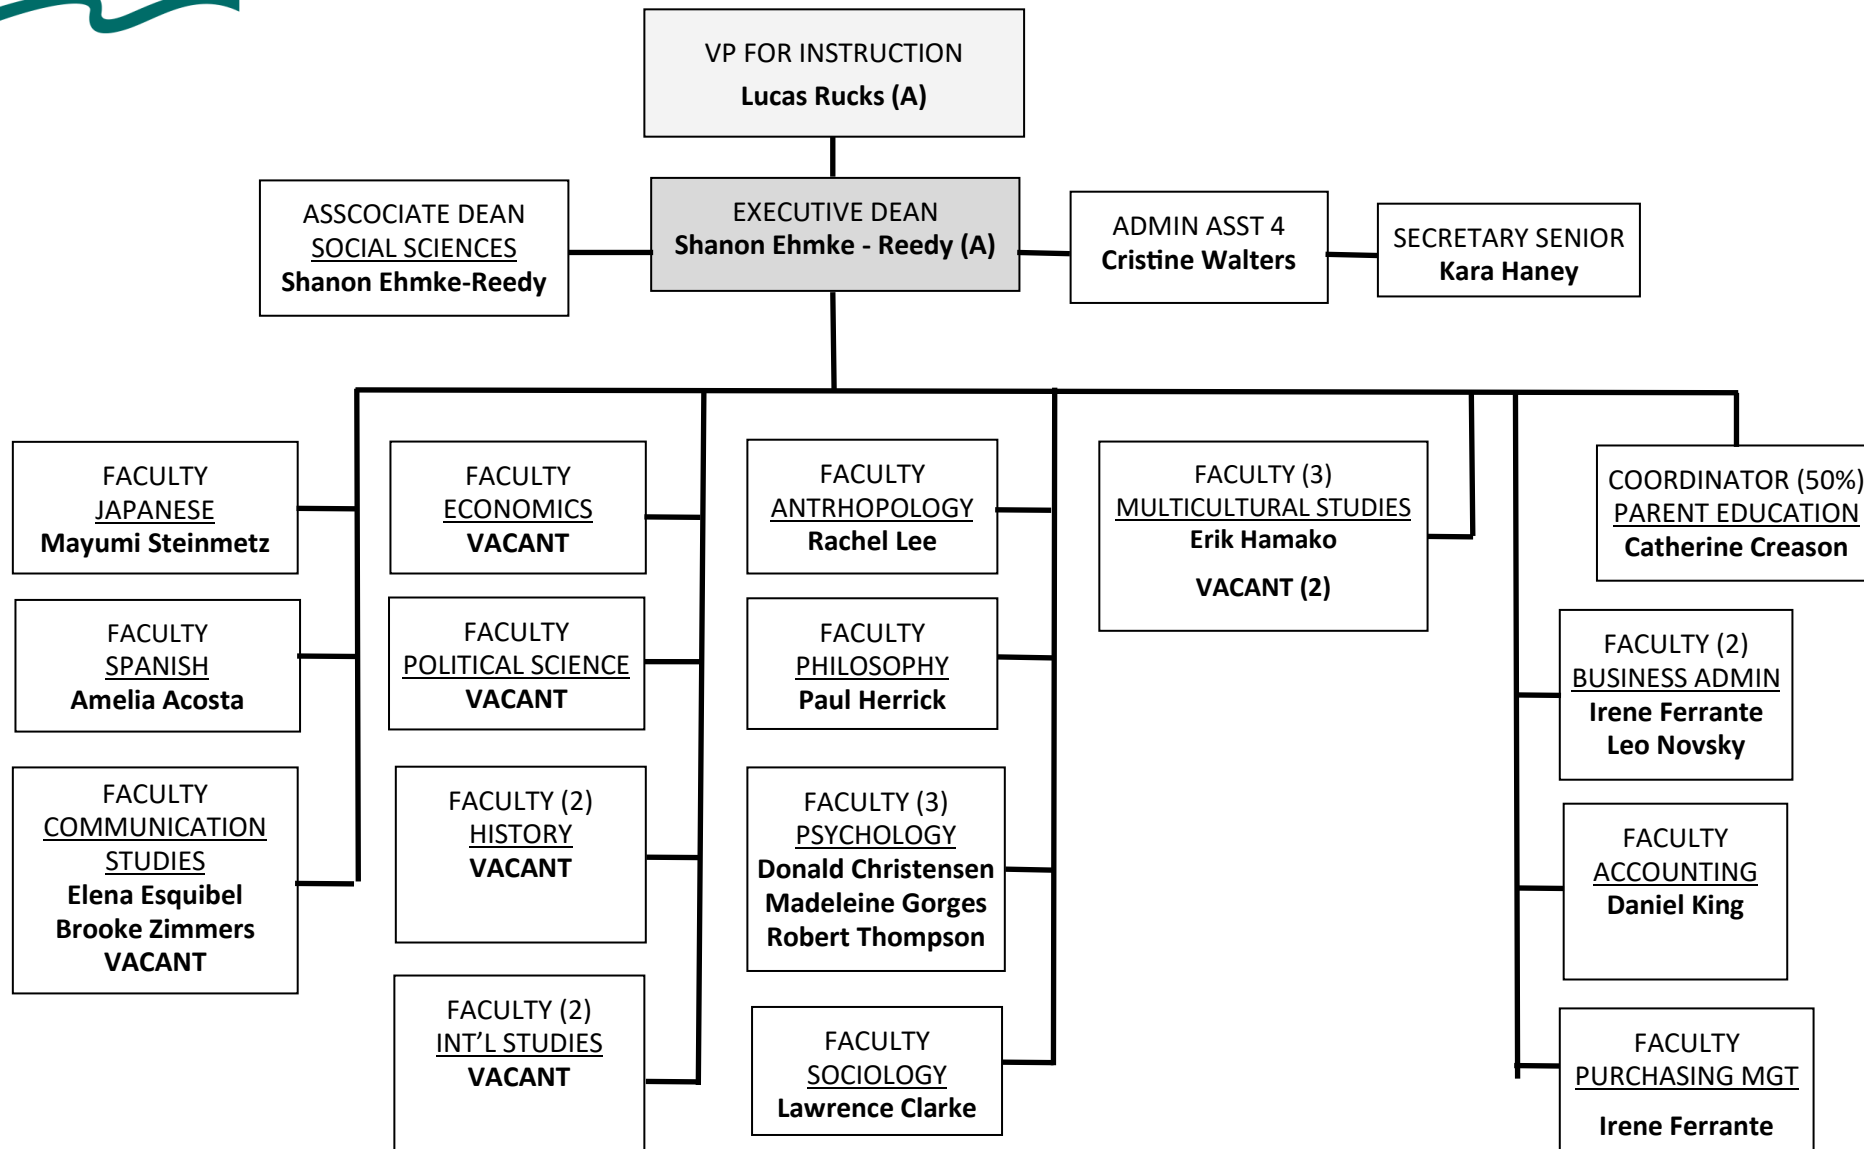 VP FOR INSTRUCTION
Lucas Rucks (A)
ASSCOCIATE DEAN
SOCIAL SCIENCES
Shanon Ehmke-Reedy
EXECUTIVE DEAN
Shanon Ehmke - Reedy (A)
ADMIN ASST 4
Cristine Walters
SECRETARY SENIOR
Kara Haney
FACULTY
JAPANESE
Mayumi Steinmetz
FACULTY
SPANISH
Amelia Acosta
FACULTY
COMMUNICATION
STUDIES
Elena Esquibel
Brooke Zimmers
VACANT
FACULTY
ECONOMICS
VACANT
FACULTY
POLITICAL SCIENCE
VACANT
FACULTY (2)
HISTORY
VACANT
FACULTY (2)
INT’L STUDIES
VACANT
FACULTY
ANTRHOPOLOGY
Rachel Lee
FACULTY
PHILOSOPHY
Paul Herrick
FACULTY (3)
PSYCHOLOGY
Donald Christensen
Madeleine Gorges
Robert Thompson
FACULTY
SOCIOLOGY
Lawrence Clarke
FACULTY (3)
MULTICULTURAL STUDIES
Erik Hamako
VACANT (2)
COORDINATOR (50%)
PARENT EDUCATION
Catherine Creason
FACULTY (2)
BUSINESS ADMIN
Irene Ferrante
Leo Novsky
FACULTY
ACCOUNTING
Daniel King
FACULTY
PURCHASING MGT
Irene Ferrante